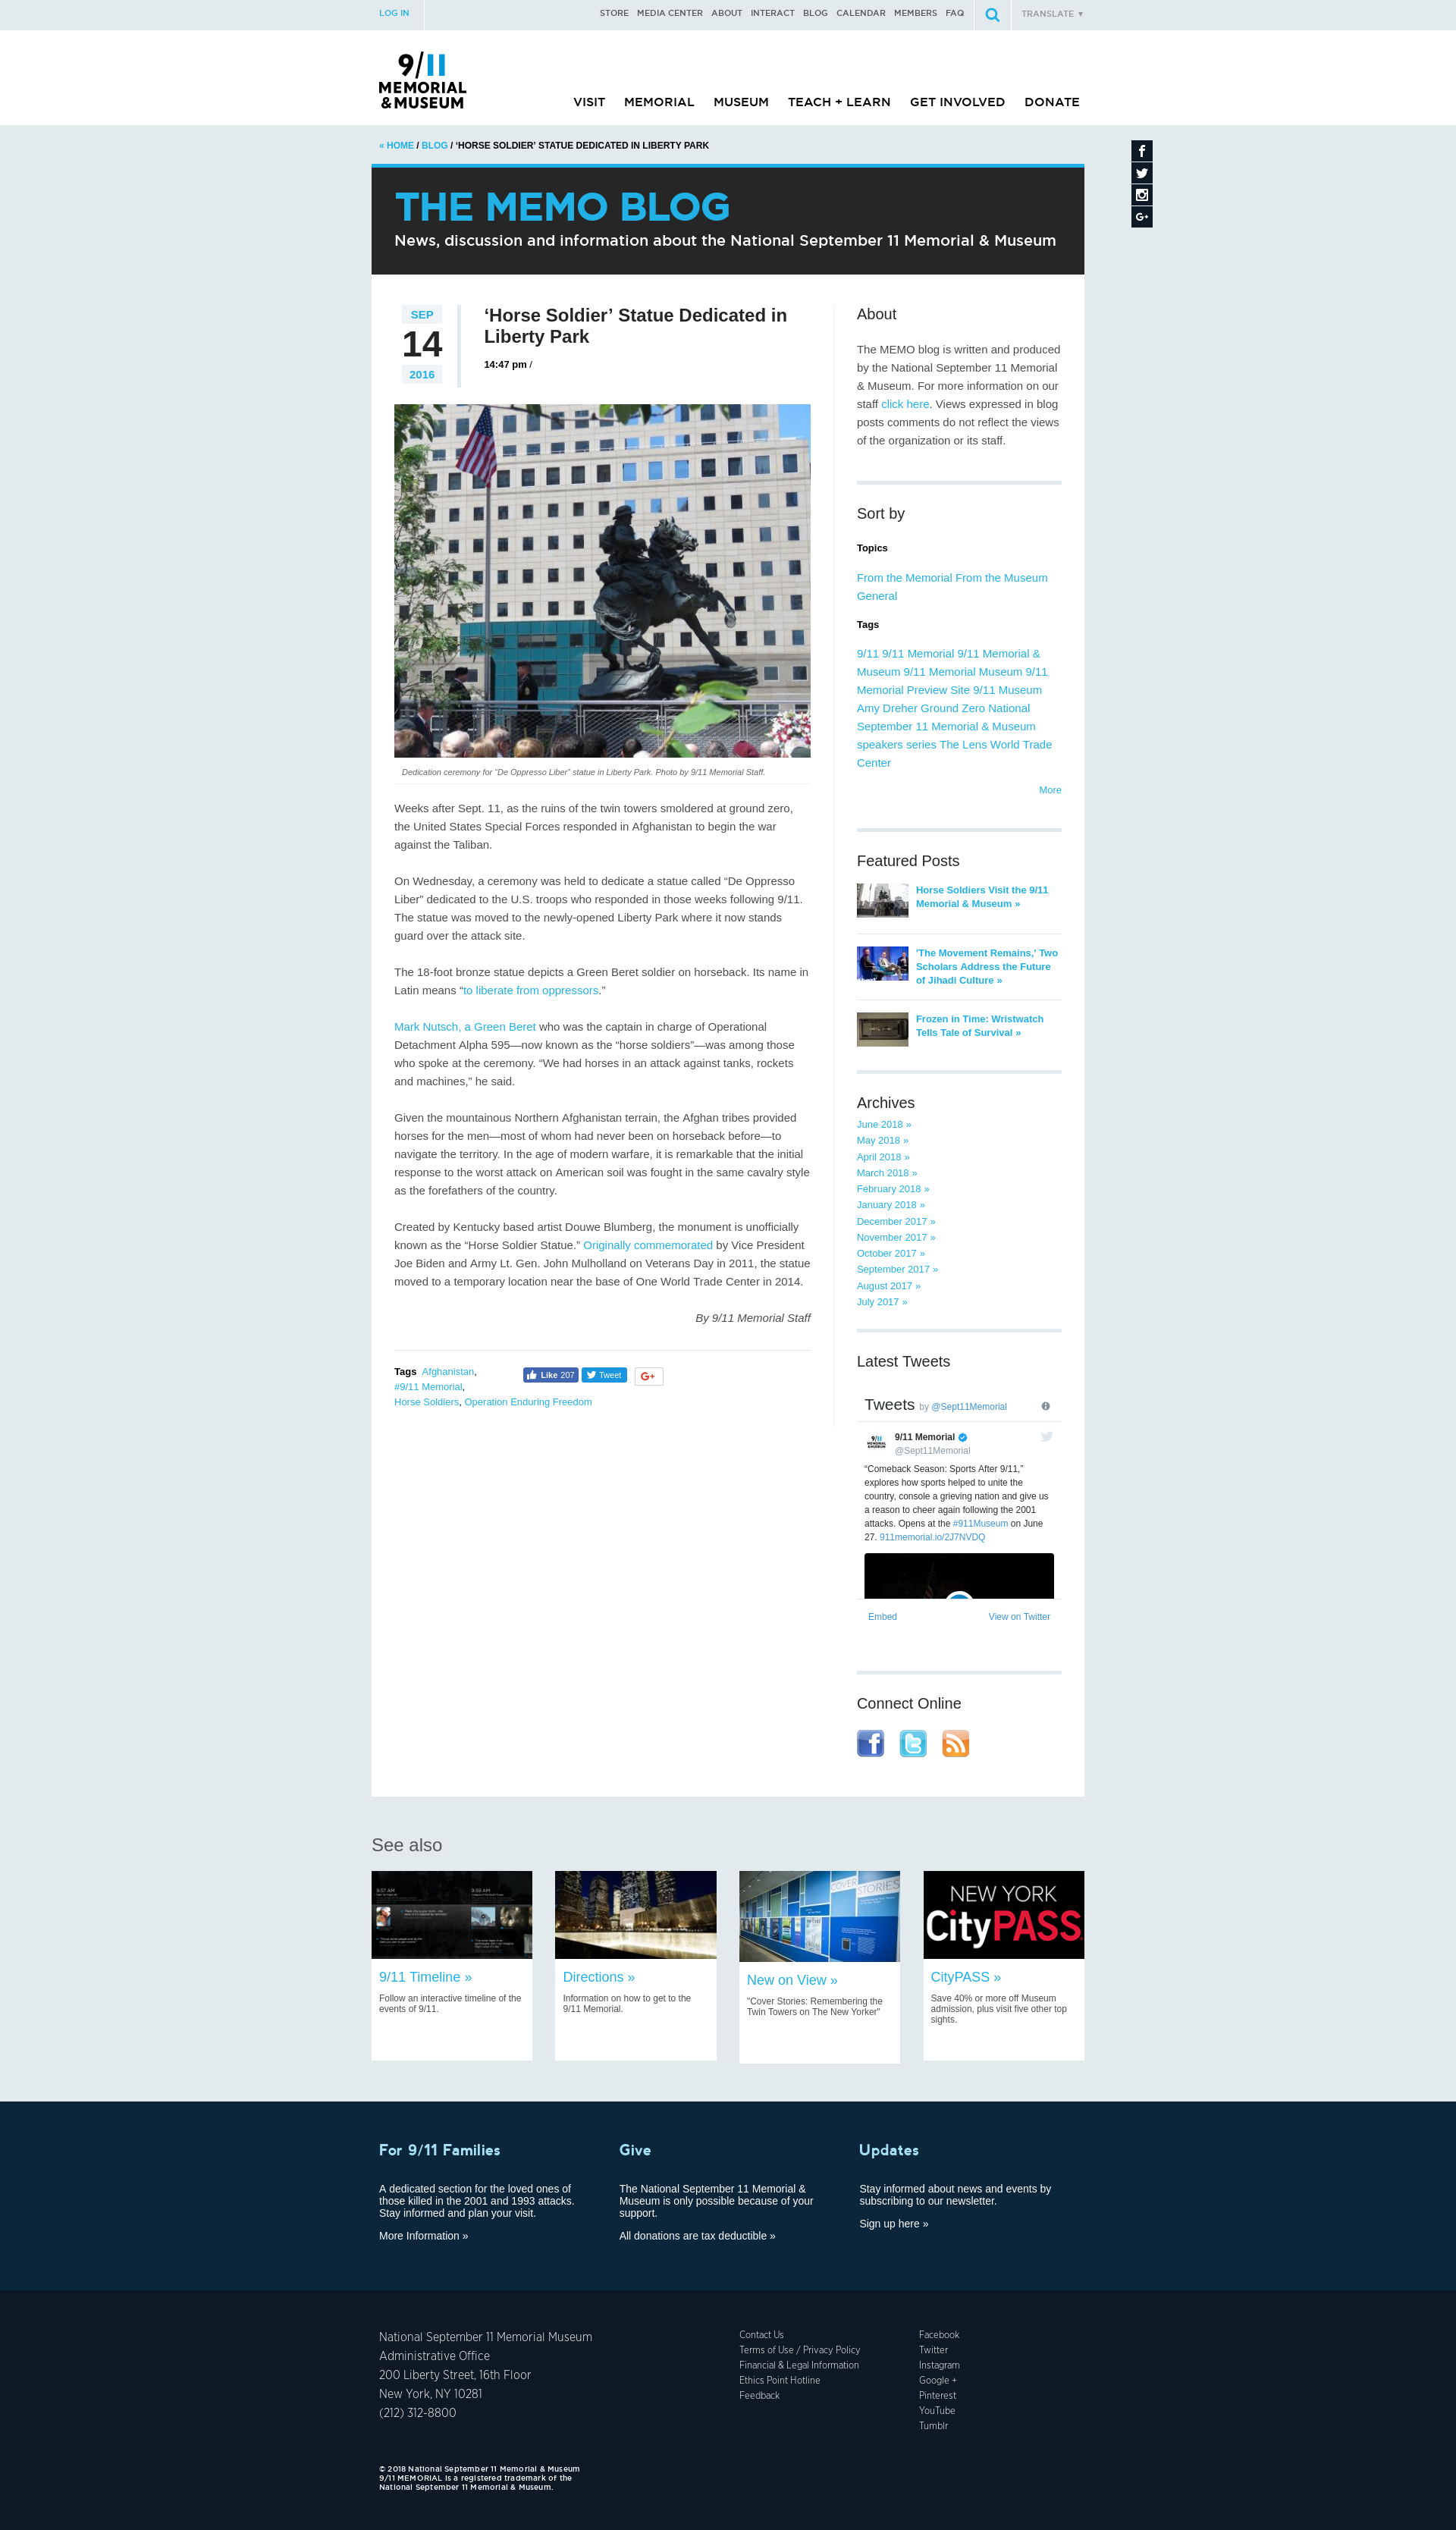 LOG IN
STORE MEDIA CENTER ABOUT INTERACT BLOG CALENDAR MEMBERS FAQ
TRANSLATE ▼
9/11
MEMORIAL
&MUSEUM
VISIT MEMORIAL MUSEUM TEACH + LEARN GET INVOLVED DONATE
« HOME / BLOG / ‘HORSE SOLDIER’ STATUE DEDICATED IN LIBERTY PARK
THE MEMO BLOG
News, discussion and information about the National September 11 Memorial & Museum
SEP
14
2016
‘Horse Soldier’ Statue Dedicated in
Liberty Park
14:47 pm /
Dedication ceremony for "De Oppresso Liber" statue in Liberty Park. Photo by 9/11 Memorial Staff.
Weeks after Sept. 11, as the ruins of the twin towers smoldered at ground zero,
the United States Special Forces responded in Afghanistan to begin the war
against the Taliban.
On Wednesday, a ceremony was held to dedicate a statue called “De Oppresso
Liber” dedicated to the U.S. troops who responded in those weeks following 9/11.
The statue was moved to the newly-opened Liberty Park where it now stands
guard over the attack site.
The 18-foot bronze statue depicts a Green Beret soldier on horseback. Its name in
Latin means “to liberate from oppressors.”
Mark Nutsch, a Green Beret who was the captain in charge of Operational
Detachment Alpha 595—now known as the “horse soldiers”—was among those
who spoke at the ceremony. “We had horses in an attack against tanks, rockets
and machines,” he said.
Given the mountainous Northern Afghanistan terrain, the Afghan tribes provided
horses for the men—most of whom had never been on horseback before—to
navigate the territory. In the age of modern warfare, it is remarkable that the initial
response to the worst attack on American soil was fought in the same cavalry style
as the forefathers of the country.
Created by Kentucky based artist Douwe Blumberg, the monument is unofficially
known as the “Horse Soldier Statue.” Originally commemorated by Vice President
Joe Biden and Army Lt. Gen. John Mulholland on Veterans Day in 2011, the statue
moved to a temporary location near the base of One World Trade Center in 2014.
By 9/11 Memorial Staff
Tags Afghanistan,
#9/11 Memorial,
Horse Soldiers, Operation Enduring Freedom
Like 207
Tweet
G+
About
The MEMO blog is written and produced
by the National September 11 Memorial
& Museum. For more information on our
staff click here. Views expressed in blog
posts comments do not reflect the views
of the organization or its staff.
Sort by
Topics
From the Memorial From the Museum
General
Tags
9/11 9/11 Memorial 9/11 Memorial &
Museum 9/11 Memorial Museum 9/11
Memorial Preview Site 9/11 Museum
Amy Dreher Ground Zero National
September 11 Memorial & Museum
speakers series The Lens World Trade
Center
More
Featured Posts
Horse Soldiers Visit the 9/11
Memorial & Museum »
'The Movement Remains,' Two
Scholars Address the Future
of Jihadi Culture »
Frozen in Time: Wristwatch
Tells Tale of Survival »
Archives
June 2018 »
May 2018 »
April 2018 »
March 2018 »
February 2018 »
January 2018 »
December 2017 »
November 2017 »
October 2017 »
September 2017 »
August 2017 »
July 2017 »
Latest Tweets
Tweets by @Sept11Memorial
9/11 Memorial
@Sept11Memorial
“Comeback Season: Sports After 9/11,”
explores how sports helped to unite the
country, console a grieving nation and give us
a reason to cheer again following the 2001
attacks. Opens at the #911Museum on June
27. 911memorial.io/2J7NVDQ
Embed
View on Twitter
Connect Online
See also
COVER STORIES
NEW YORK
CityPASS
9/11 Timeline »
Follow an interactive timeline of the
events of 9/11.
Directions »
Information on how to get to the
9/11 Memorial.
New on View »
"Cover Stories: Remembering the
Twin Towers on The New Yorker"
CityPASS »
Save 40% or more off Museum
admission, plus visit five other top
sights.
For 9/11 Families
A dedicated section for the loved ones of
those killed in the 2001 and 1993 attacks.
Stay informed and plan your visit.
More Information »
Give
The National September 11 Memorial &
Museum is only possible because of your
support.
All donations are tax deductible »
Updates
Stay informed about news and events by
subscribing to our newsletter.
Sign up here »
National September 11 Memorial Museum
Administrative Office
200 Liberty Street, 16th Floor
New York, NY 10281
(212) 312-8800
Contact Us
Terms of Use / Privacy Policy
Financial & Legal Information
Ethics Point Hotline
Feedback
Facebook
Twitter
Instagram
Google +
Pinterest
YouTube
Tumblr
© 2018 National September 11 Memorial & Museum
9/11 MEMORIAL is a registered trademark of the
National September 11 Memorial & Museum.